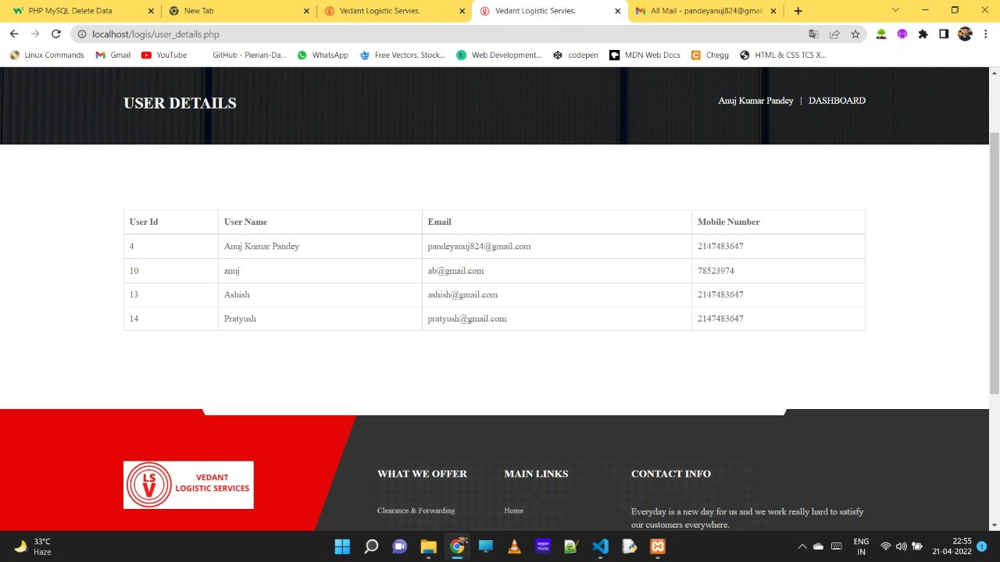 PHP MySQL Delete Data
New Tab
Vedant Logistic Servies.
Vedant Logistic Servies.
All Mail - pandeyanuj824@gmail
localhost/logis/user_details.php
Linux Commands
Gmail
YouTube
GitHub - Pierian-Da...
WhatsApp
Free Vectors, Stock...
Web Development...
codepen
MDN Web Docs
Chegg
HTML & CSS TCS X...
USER DETAILS
Anuj Kumar Pandey | DASHBOARD
User Id User Name Email Mobile Number
4 Anuj Kumar Pandey pandeyanuj824@gmail.com 2147483647
10 anuj ab@gmail.com 78523974
13 Ashish ashish@gmail.com 2147483647
14 Pratyush pratyush@gmail.com 2147483647
LS
V
VEDANT
LOGISTIC SERVICES
WHAT WE OFFER
Clearance & Forwarding
MAIN LINKS
Home
CONTACT INFO
Everyday is a new day for us and we work really hard to satisfy
our customers everywhere.
33°C
Haze
ENG
IN
22:55
21-04-2022
1